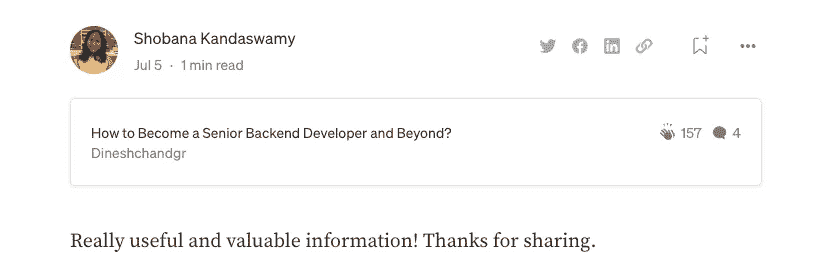 Shobana Kandaswamy
Jul 5 · 1 min read
How to Become a Senior Backend Developer and Beyond?
157 4
Dineshchandgr
Really useful and valuable information! Thanks for sharing.